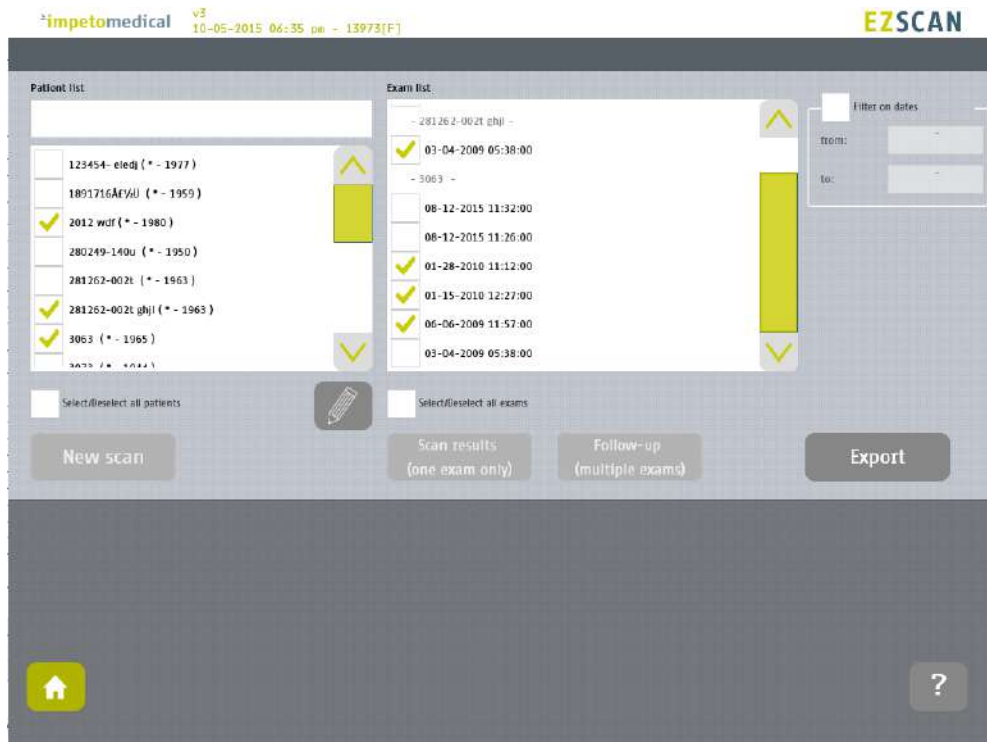 impetomedical
v3
10-05-2015 06:35 pm - 13973[F]
EZSCAN
Patient list
123454- eledj ( * - 1977 )
1891716Å£½Ü ( * - 1959 )
2012 wdf ( * - 1980 )
280249-140u ( * - 1950 )
281262-002t ( * - 1963 )
281262-002t ghjl ( * - 1963 )
3063 ( * - 1965 )
Select/Deselect all patients
New scan
Exam list
- 281262-002t ghjl -
03-04-2009 05:38:00
- 3063 -
08-12-2015 11:32:00
08-12-2015 11:26:00
01-28-2010 11:12:00
01-15-2010 12:27:00
06-06-2009 11:57:00
03-04-2009 05:38:00
Select/Deselect all exams
Scan results
(one exam only)
Follow-up
(multiple exams)
Filter on dates
from: -
to: -
Export
?